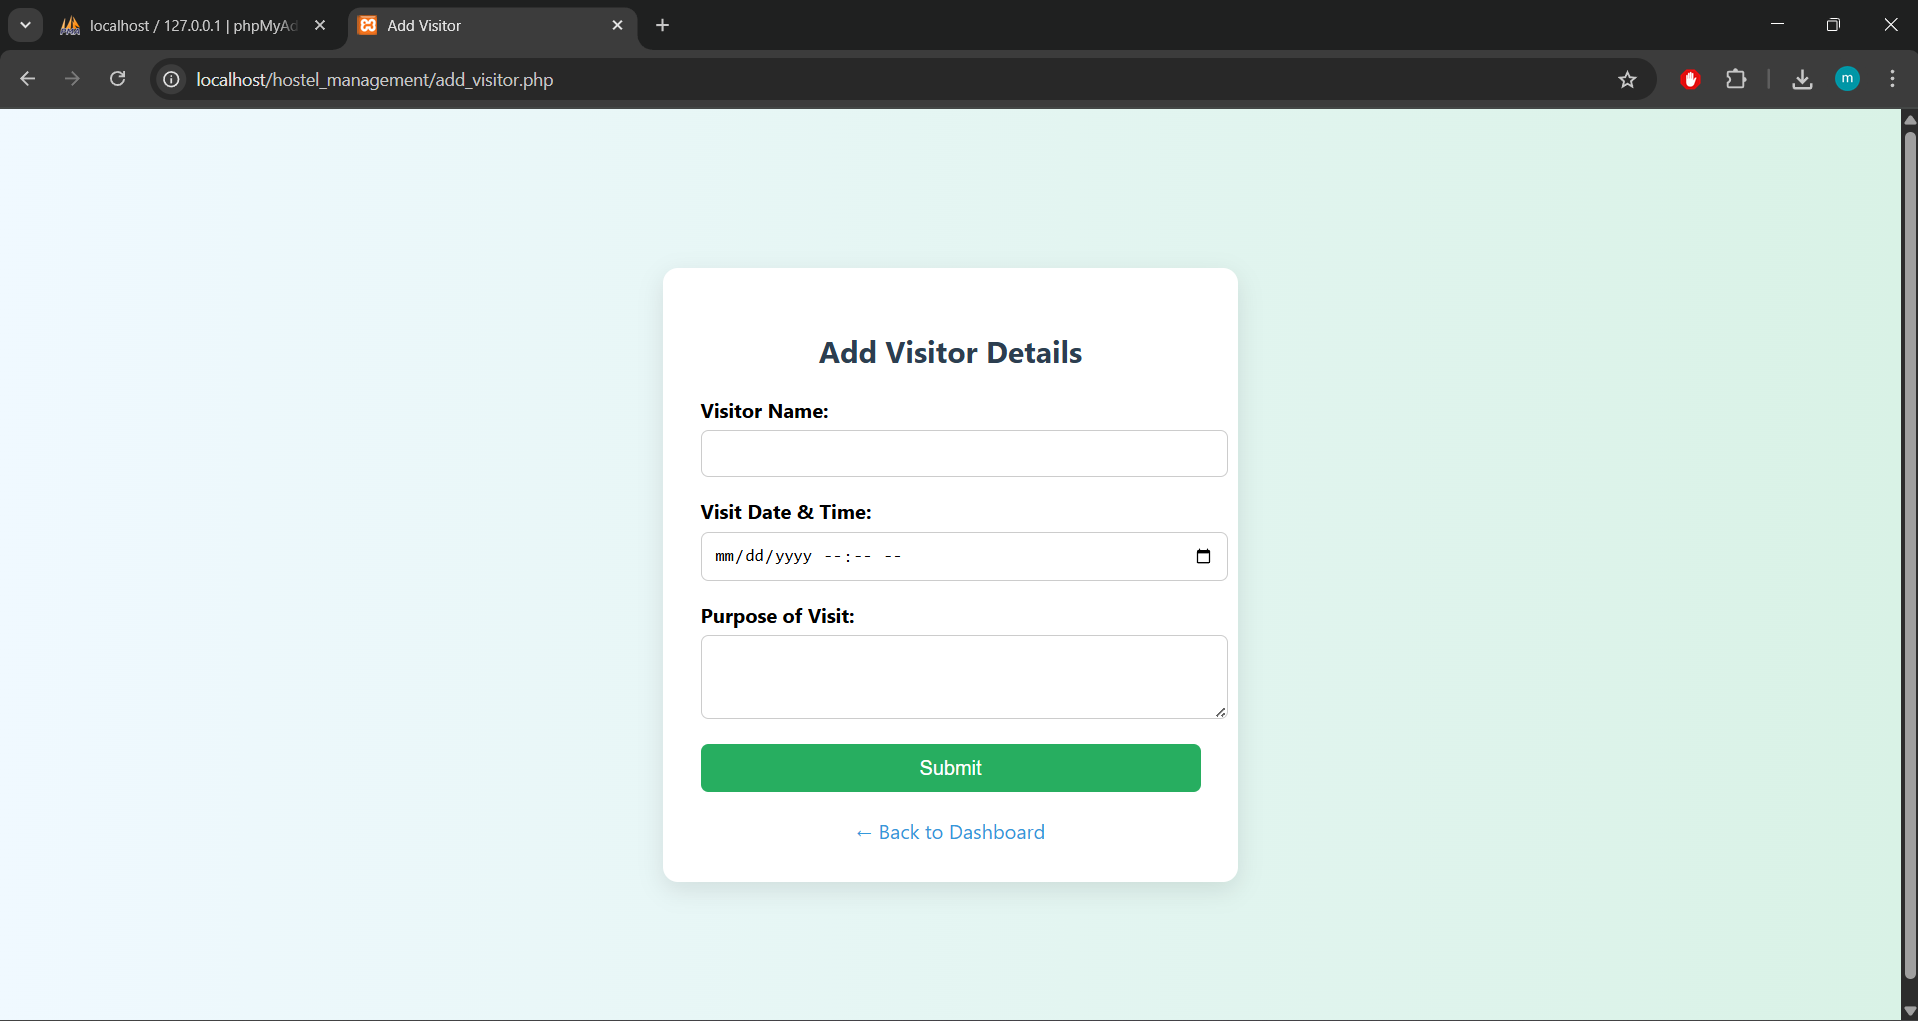 localhost / 127.0.0.1 | phpMyAd
Add Visitor
localhost/hostel_management/add_visitor.php
m
Add Visitor Details
Visitor Name:
Visit Date & Time:
mm/dd/yyyy --:-- --
Purpose of Visit:
Submit
← Back to Dashboard